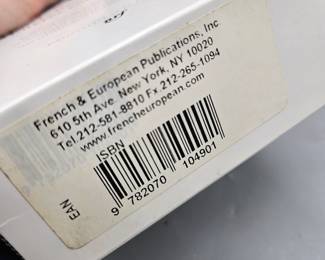 French & European Publications, Inc
610 5th Ave. New York, NY 10020
Tel.212-581-8810 Fx 212-265-1094
www.frencheuropean.com
ISBN
EAN
9 782070 104901